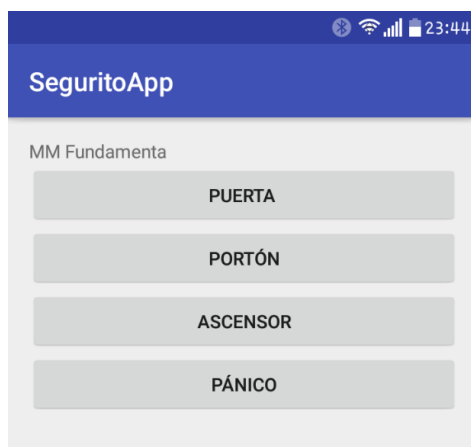 23:44
SeguritoApp
MM Fundamenta
PUERTA
PORTÓN
ASCENSOR
PÁNICO